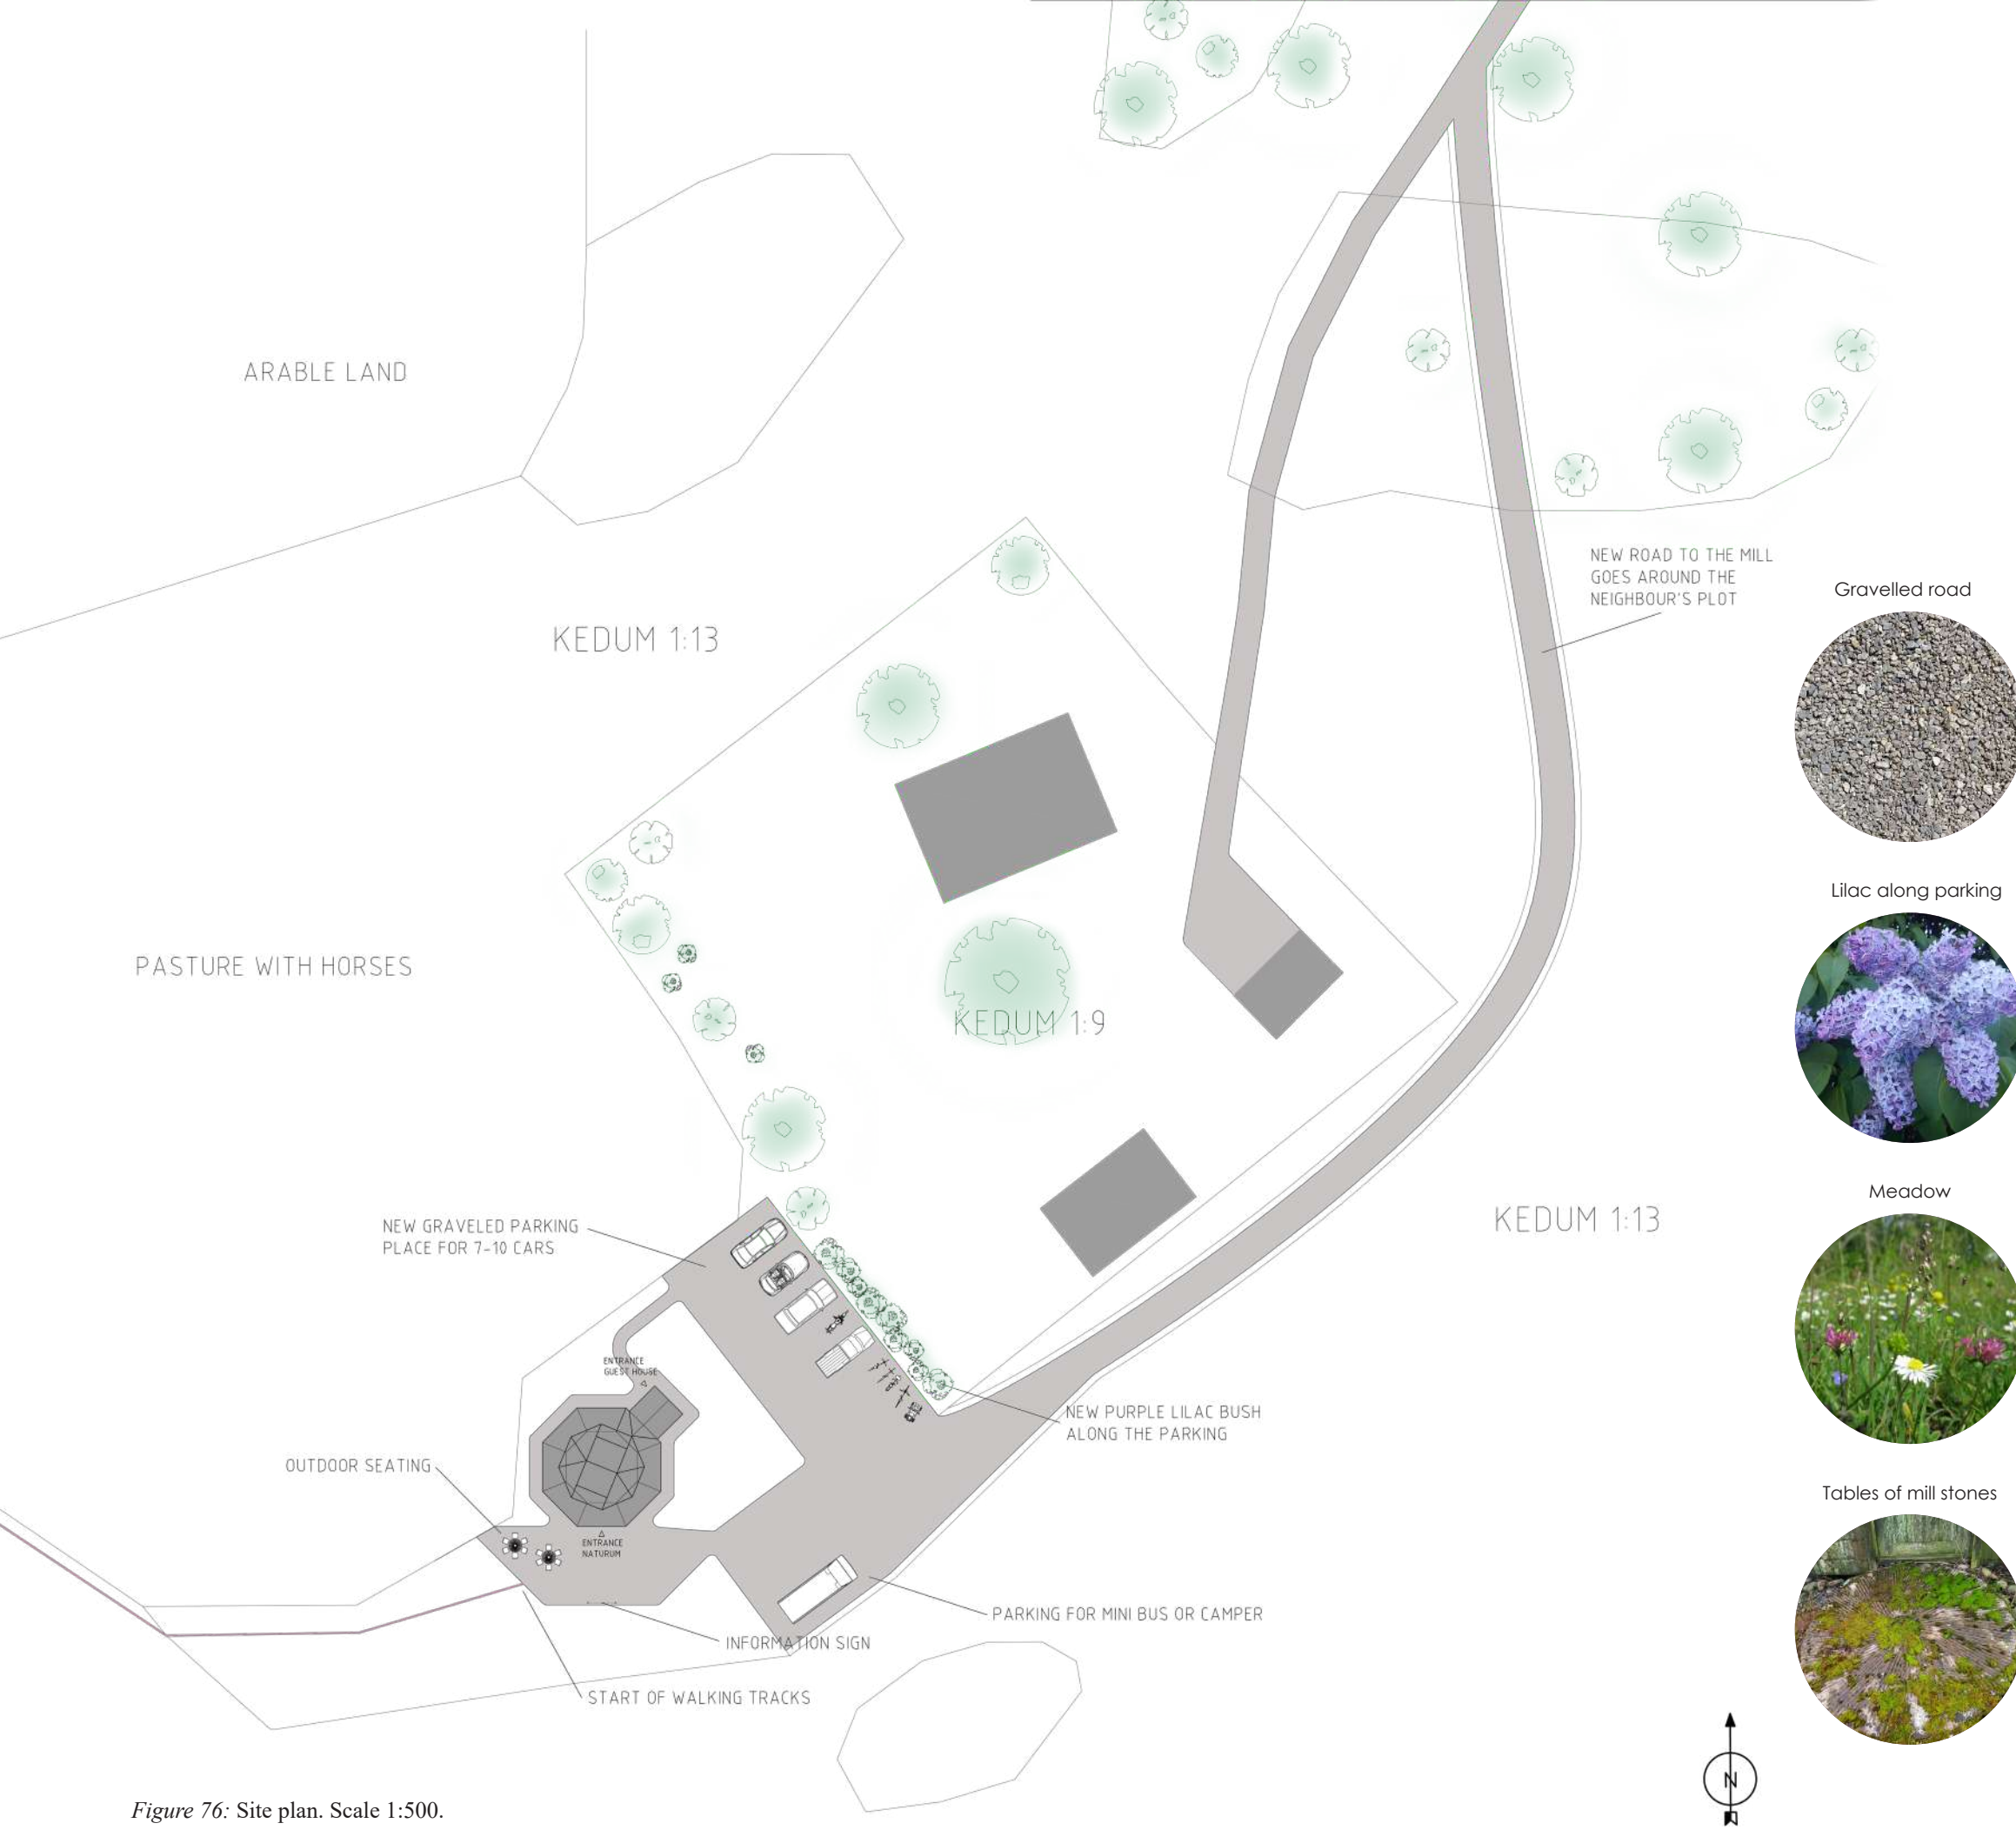 ARABLE LAND
NEW ROAD TO THE MILL
GOES AROUND THE
NEIGHBOUR'S PLOT
Gravelled road
KEDUM 1:13
Lilac along parking
PASTURE WITH HORSES
KEDUM 1:9
Meadow
KEDUM 1:13
NEW GRAVELED PARKING
PLACE FOR 7-10 CARS
ENTRANCE
GUEST HOUSE
NEW PURPLE LILAC BUSH
ALONG THE PARKING
OUTDOOR SEATING
Tables of mill stones
ENTRANCE
NATURUM
PARKING FOR MINI BUS OR CAMPER
INFORMATION SIGN
START OF WALKING TRACKS
N
Figure 76: Site plan. Scale 1:500.